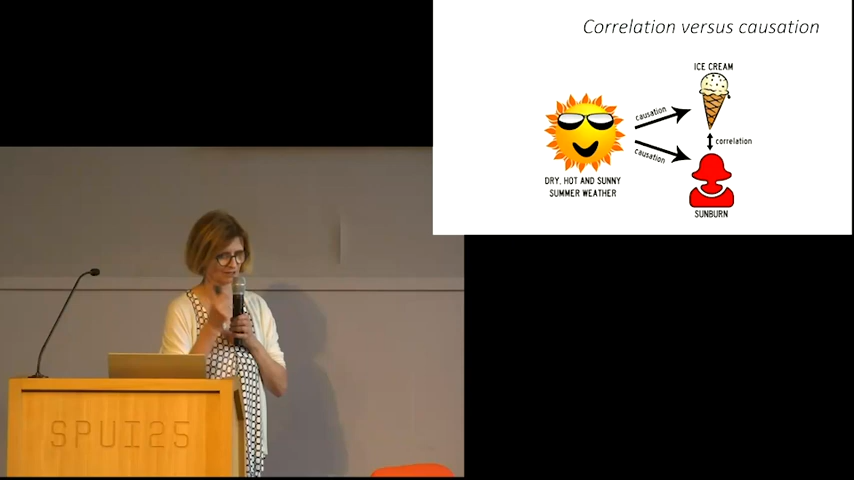 Correlation versus causation
ICE CREAM
causation
correlation
causation
DRY, HOT AND SUNNY
SUMMER WEATHER
SUNBURN
SPUI25